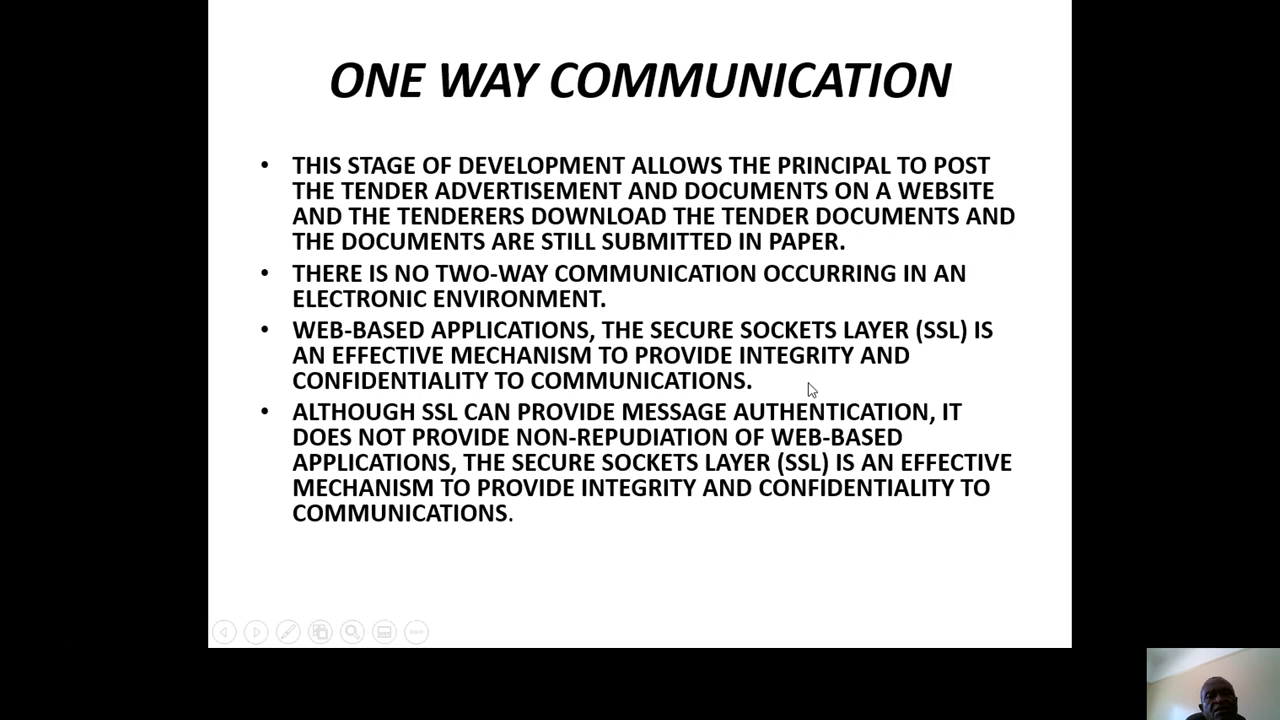 ONE WAY COMMUNICATION
• THIS STAGE OF DEVELOPMENT ALLOWS THE PRINCIPAL TO POST
THE TENDER ADVERTISEMENT AND DOCUMENTS ON A WEBSITE
AND THE TENDERERS DOWNLOAD THE TENDER DOCUMENTS AND
THE DOCUMENTS ARE STILL SUBMITTED IN PAPER.
• THERE IS NO TWO-WAY COMMUNICATION OCCURRING IN AN
ELECTRONIC ENVIRONMENT.
• WEB-BASED APPLICATIONS, THE SECURE SOCKETS LAYER (SSL) IS
AN EFFECTIVE MECHANISM TO PROVIDE INTEGRITY AND
CONFIDENTIALITY TO COMMUNICATIONS.
• ALTHOUGH SSL CAN PROVIDE MESSAGE AUTHENTICATION, IT
DOES NOT PROVIDE NON-REPUDIATION OF WEB-BASED
APPLICATIONS, THE SECURE SOCKETS LAYER (SSL) IS AN EFFECTIVE
MECHANISM TO PROVIDE INTEGRITY AND CONFIDENTIALITY TO
COMMUNICATIONS.